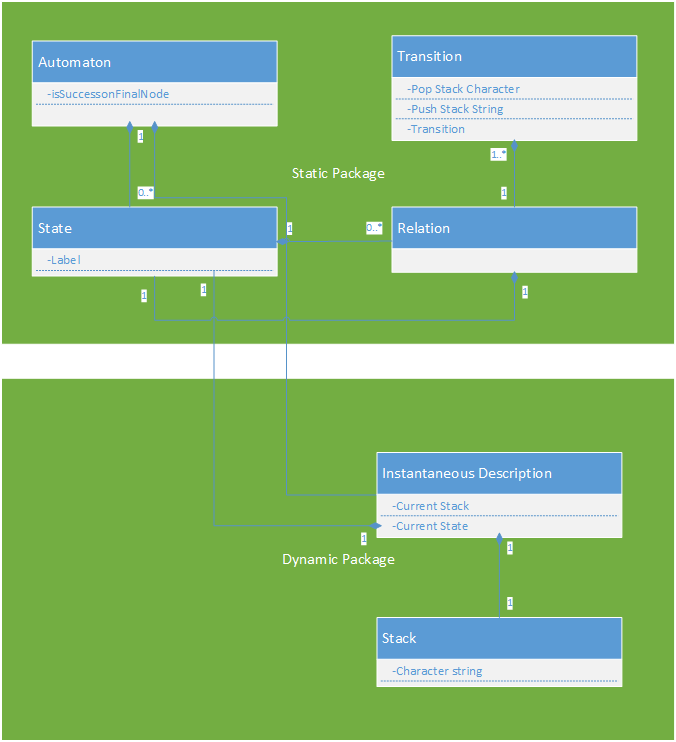 Automaton
-isSuccessonFinalNode
Transition
-Pop Stack Character
-Push Stack String
-Transition
1
1..*
Static Package
0..*
1
State
-Label
1
0..*
Relation
1
1
1
Instantaneous Description
-Current Stack
-Current State
1
1
Dynamic Package
1
Stack
-Character string